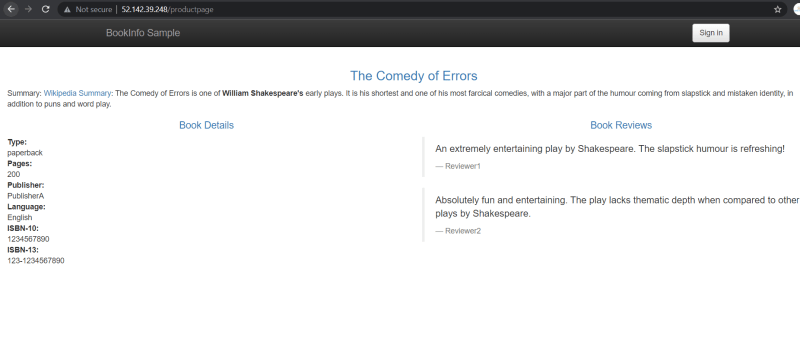 Not secure | 52.142.39.248/productpage
BookInfo Sample
Sign in
The Comedy of Errors
Summary: Wikipedia Summary: The Comedy of Errors is one of William Shakespeare's early plays. It is his shortest and one of his most farcical comedies, with a major part of the humour coming from slapstick and mistaken identity, in
addition to puns and word play.
Book Details
Type:
paperback
Pages:
200
Publisher:
PublisherA
Language:
English
ISBN-10:
1234567890
ISBN-13:
123-1234567890
Book Reviews
An extremely entertaining play by Shakespeare. The slapstick humour is refreshing!
— Reviewer1
Absolutely fun and entertaining. The play lacks thematic depth when compared to other
plays by Shakespeare.
— Reviewer2